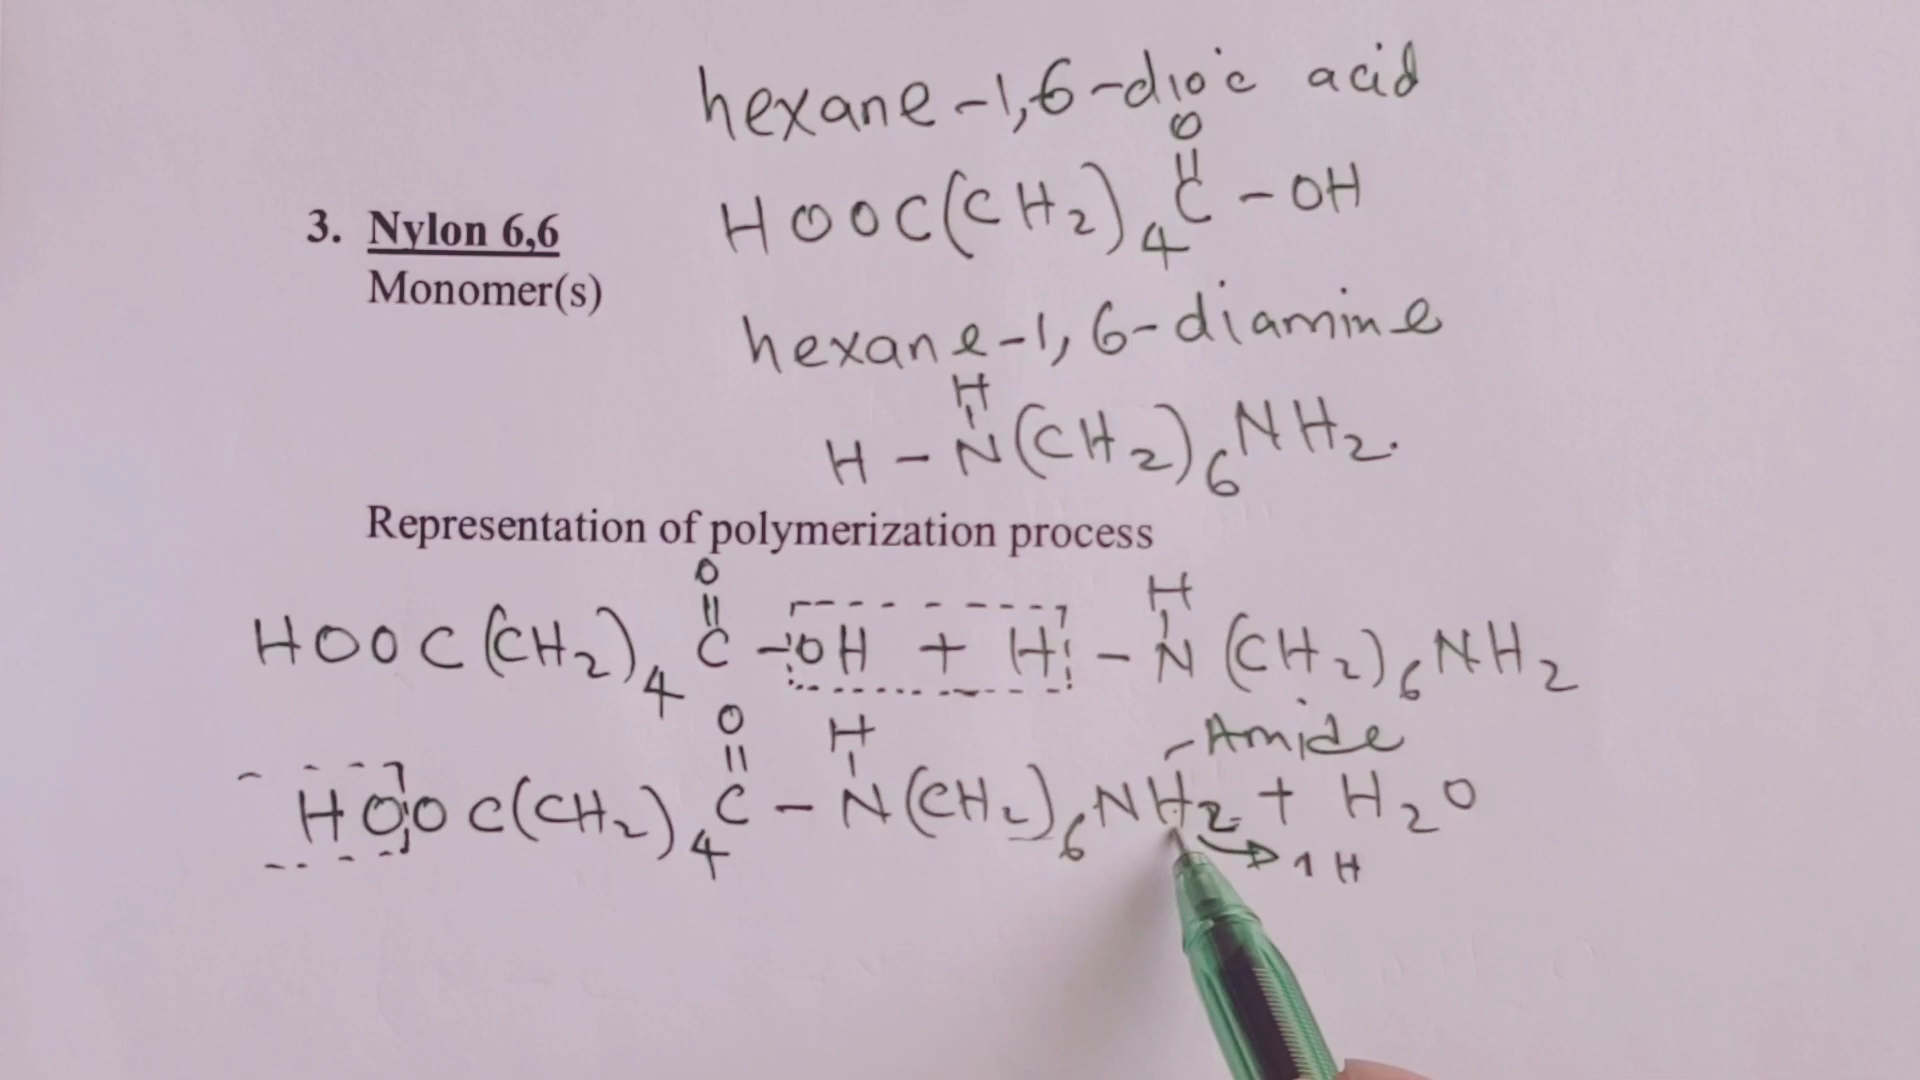 hexane-1,6-dioic acid
O
||
HOOC(CH₂)₄C-OH
3. Nylon 6,6
Monomer(s)
hexane-1,6-diamine
H
H-N(CH₂)₆NH₂.
Representation of polymerization process
O H
|| |
HOOC(CH₂)₄C-OH + H-N(CH₂)₆NH₂
O H -Amide
|| |
HOOC(CH₂)₄C-N(CH₂)₆NH₂ + H₂O
1H